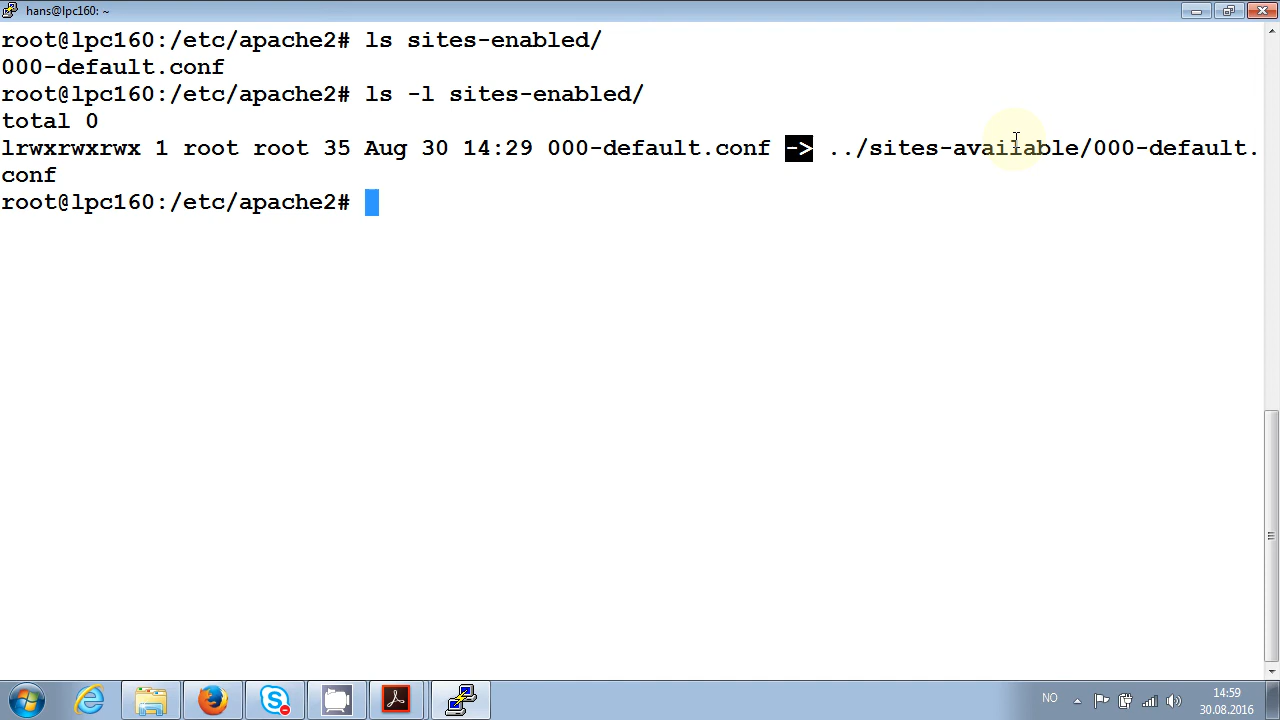 hans@lpc160: ~
root@lpc160:/etc/apache2# ls sites-enabled/
000-default.conf
root@lpc160:/etc/apache2# ls -l sites-enabled/
total 0
lrwxrwxrwx 1 root root 35 Aug 30 14:29 000-default.conf -> ../sites-available/000-default.
conf
root@lpc160:/etc/apache2#
NO
14:59
30.08.2016